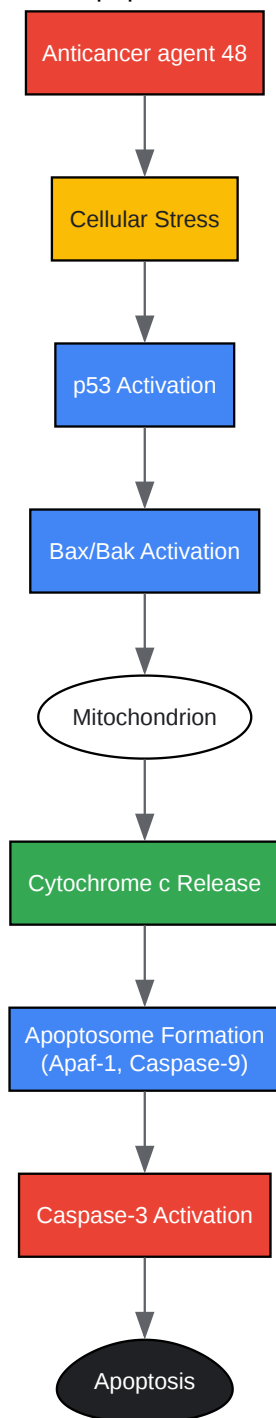 Anticancer agent 48
Cellular Stress
p53 Activation
Bax/Bak Activation
Mitochondrion
Cytochrome c Release
Apoptosome Formation
(Apaf-1, Caspase-9)
Caspase-3 Activation
Apoptosis